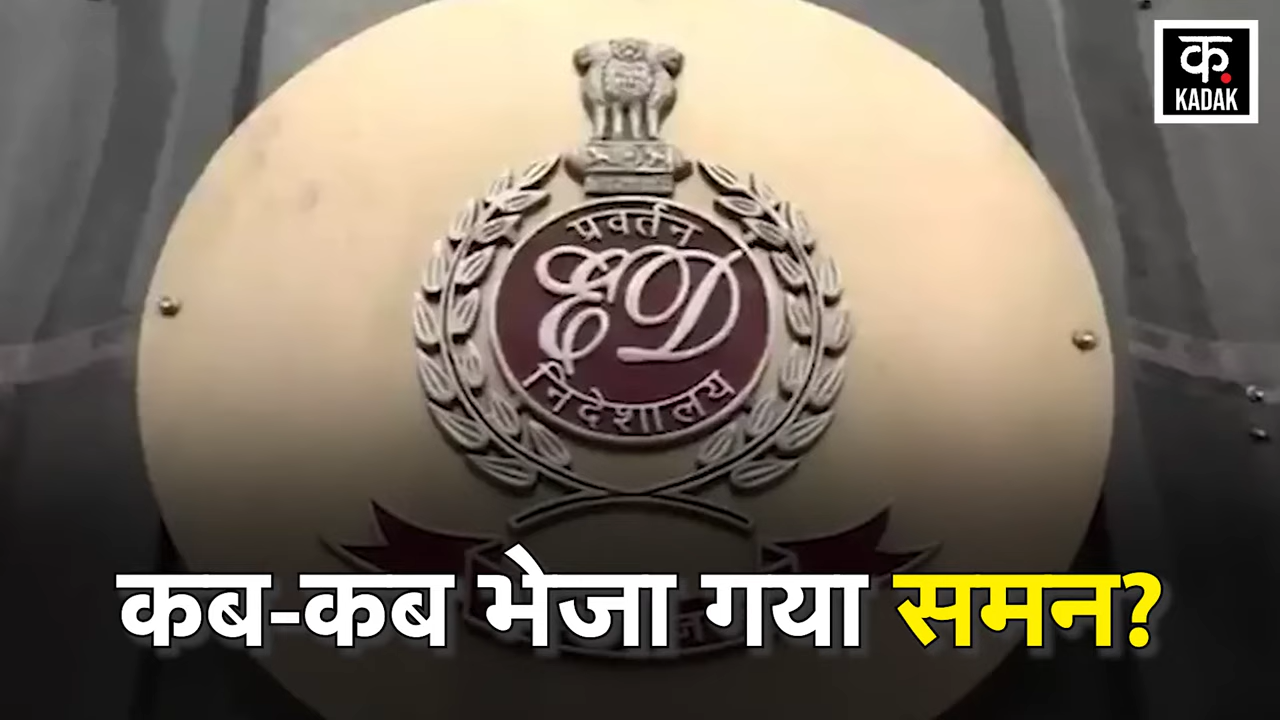 क
KADAK
प्रवर्तन
ED
निदेशालय
कब-कब भेजा गया समन?